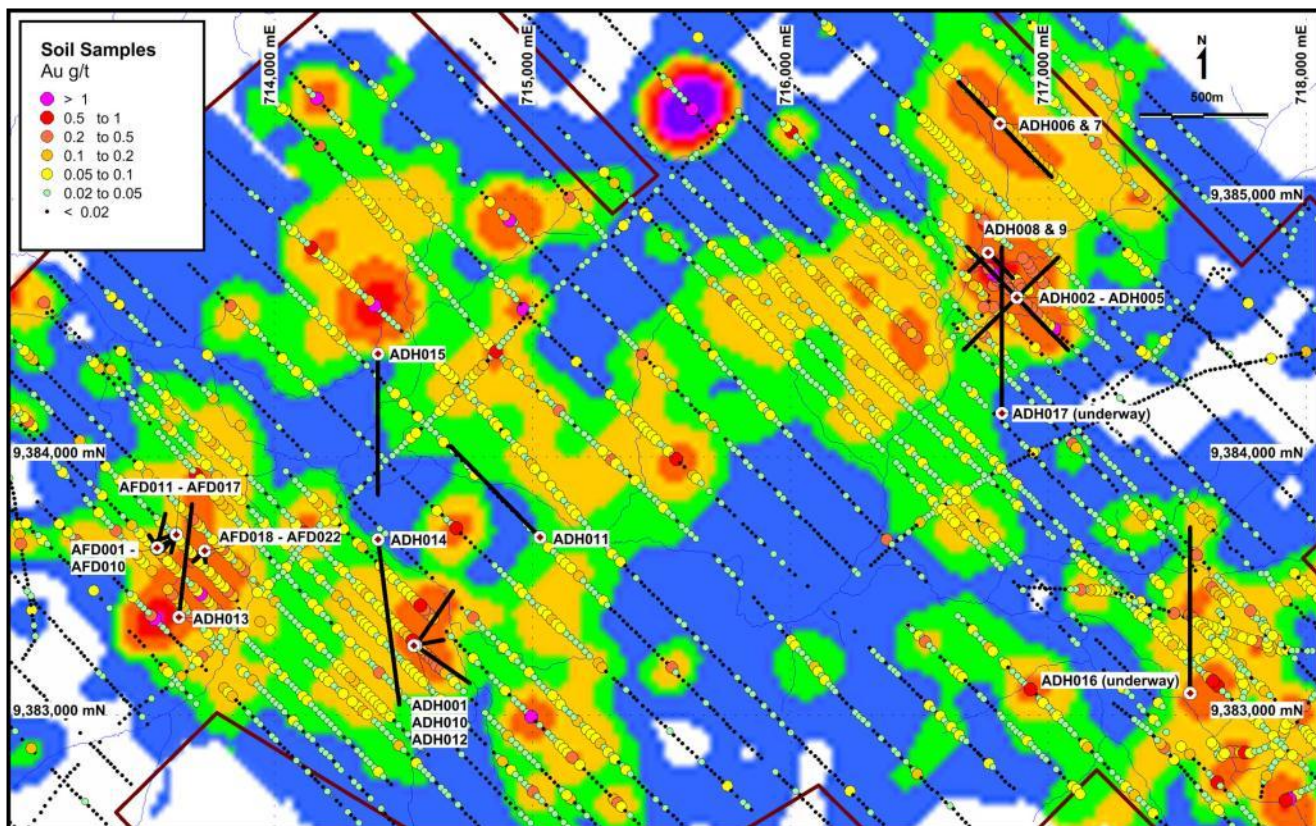 Soil Samples
Au g/t
> 1
0.5 to 1
0.2 to 0.5
0.1 to 0.2
0.05 to 0.1
0.02 to 0.05
< 0.02
714,000 mE
715,000 mE
716,000 mE
717,000 mE
718,000 mE
N
500m
ADH006 & 7
9,385,000 mN
ADH008 & 9
ADH002 - ADH005
ADH015
ADH017 (underway)
9,384,000 mN
9,384,000 mN
AFD011 - AFD017
AFD018 - AFD022
AFD001 -
AFD010
ADH014
ADH011
ADH013
ADH016 (underway)
9,383,000 mN
9,383,000 mN
ADH001
ADH010
ADH012